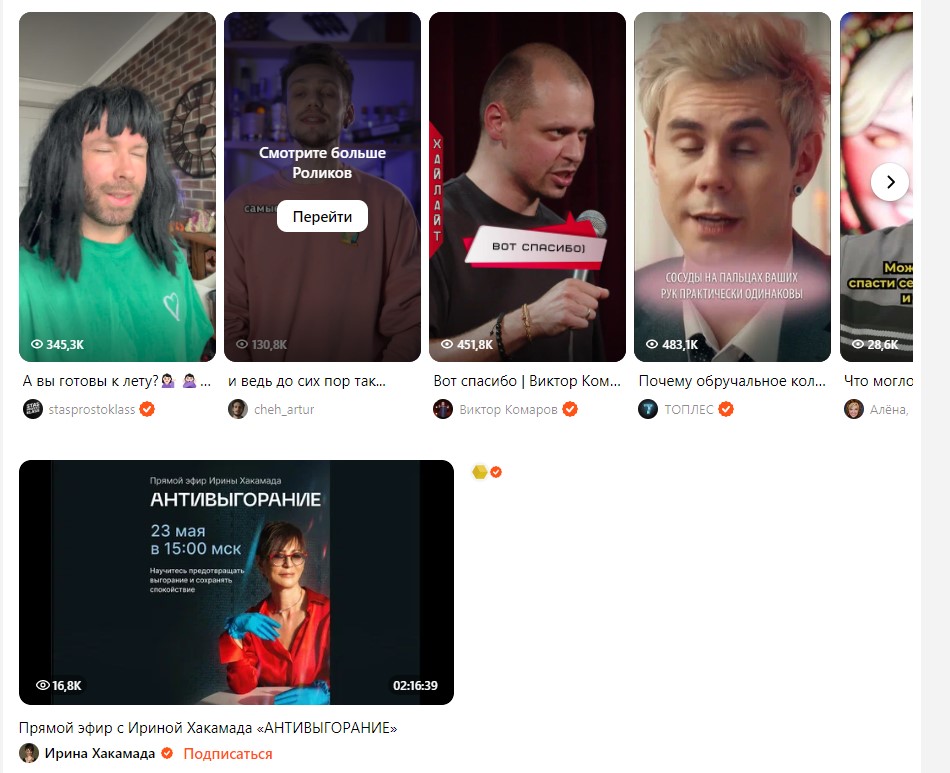 Смотрите больше
Роликов
Перейти
самы
ХАЙЛАЙТ
ВОТ СПАСИБО)
СОСУДЫ НА ПАЛЬЦАХ ВАШИХ
РУК ПРАКТИЧЕСКИ ОДИНАКОВЫ
Мож
спасти се
и
345,3K
130,8K
451,8K
483,1K
28,6K
А вы готовы к лету?🙍🏻‍♀️ 🙅🏻‍♀️ ...
и ведь до сих пор так...
Вот спасибо | Виктор Ком...
Почему обручальное кол...
Что могло
stasprostoklass
cheh_artur
Виктор Комаров
ТОПЛЕС
Алёна,
Прямой эфир Ирины Хакамада
АНТИВЫГОРАНИЕ
23 мая
в 15:00 мск
Научитесь предотвращать
выгорание и сохранять
спокойствие
16,8K
02:16:39
Прямой эфир с Ириной Хакамада «АНТИВЫГОРАНИЕ»
Ирина Хакамада Подписаться